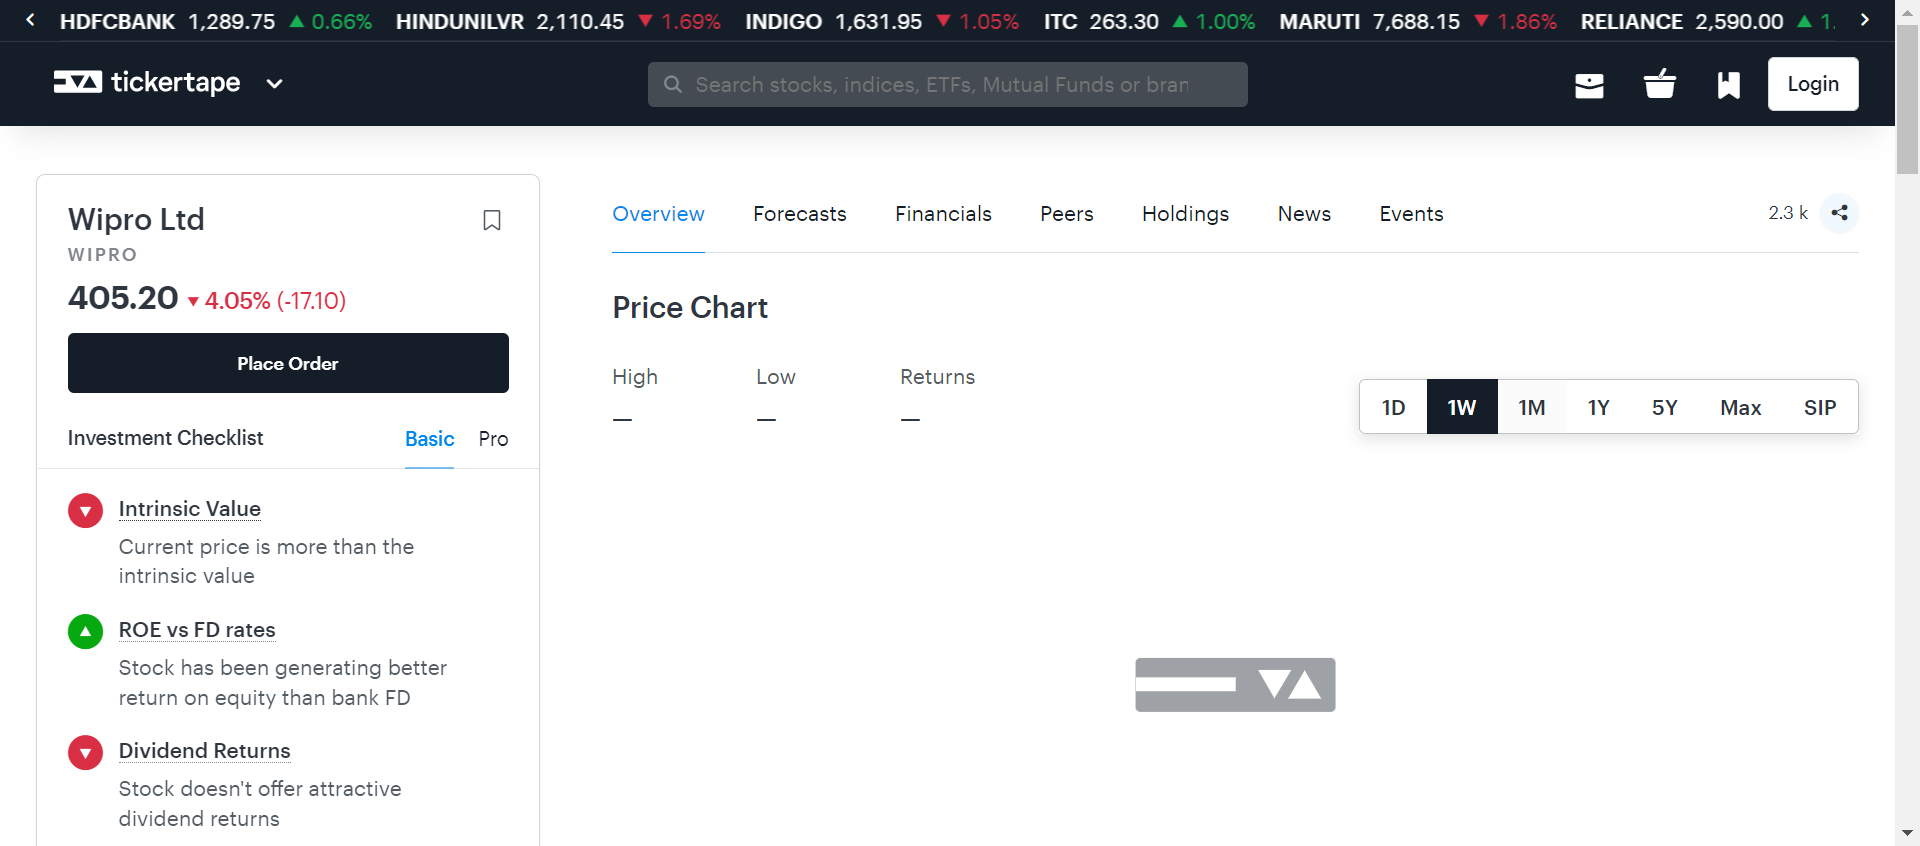 HDFCBANK 1,289.75 ▲ 0.66% HINDUNILVR 2,110.45 ▼ 1.69% INDIGO 1,631.95 ▼ 1.05% ITC 263.30 ▲ 1.00% MARUTI 7,688.15 ▼ 1.86% RELIANCE 2,590.00 ▲ 1.
tickertape
Search stocks, indices, ETFs, Mutual Funds or bran
Login
Wipro Ltd
WIPRO
405.20 ▼ 4.05% (-17.10)
Place Order
Investment Checklist Basic Pro
Intrinsic Value
Current price is more than the
intrinsic value
ROE vs FD rates
Stock has been generating better
return on equity than bank FD
Dividend Returns
Stock doesn't offer attractive
dividend returns
Overview Forecasts Financials Peers Holdings News Events 2.3 k
Price Chart
High Low Returns
— — —
1D 1W 1M 1Y 5Y Max SIP